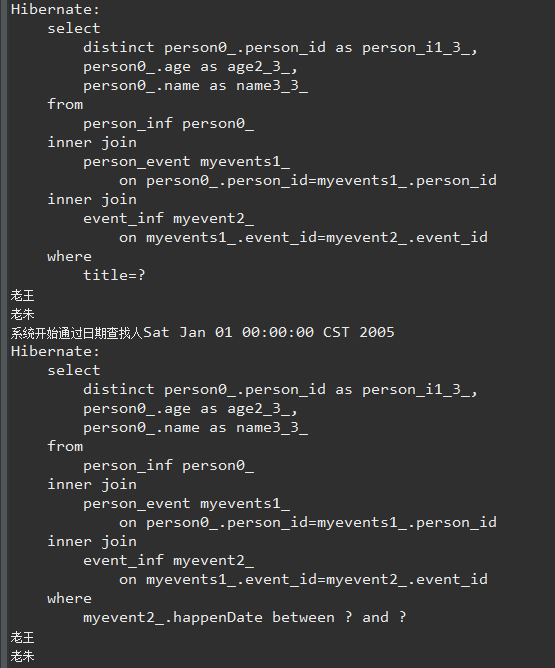 Hibernate:
    select
        distinct person0_.person_id as person_i1_3_,
        person0_.age as age2_3_,
        person0_.name as name3_3_
    from
        person_inf person0_
    inner join
        person_event myevents1_
            on person0_.person_id=myevents1_.person_id
    inner join
        event_inf myevent2_
            on myevents1_.event_id=myevent2_.event_id
    where
        title=?
老王
老朱
系统开始通过日期查找人Sat Jan 01 00:00:00 CST 2005
Hibernate:
    select
        distinct person0_.person_id as person_i1_3_,
        person0_.age as age2_3_,
        person0_.name as name3_3_
    from
        person_inf person0_
    inner join
        person_event myevents1_
            on person0_.person_id=myevents1_.person_id
    inner join
        event_inf myevent2_
            on myevents1_.event_id=myevent2_.event_id
    where
        myevent2_.happenDate between ? and ?
老王
老朱